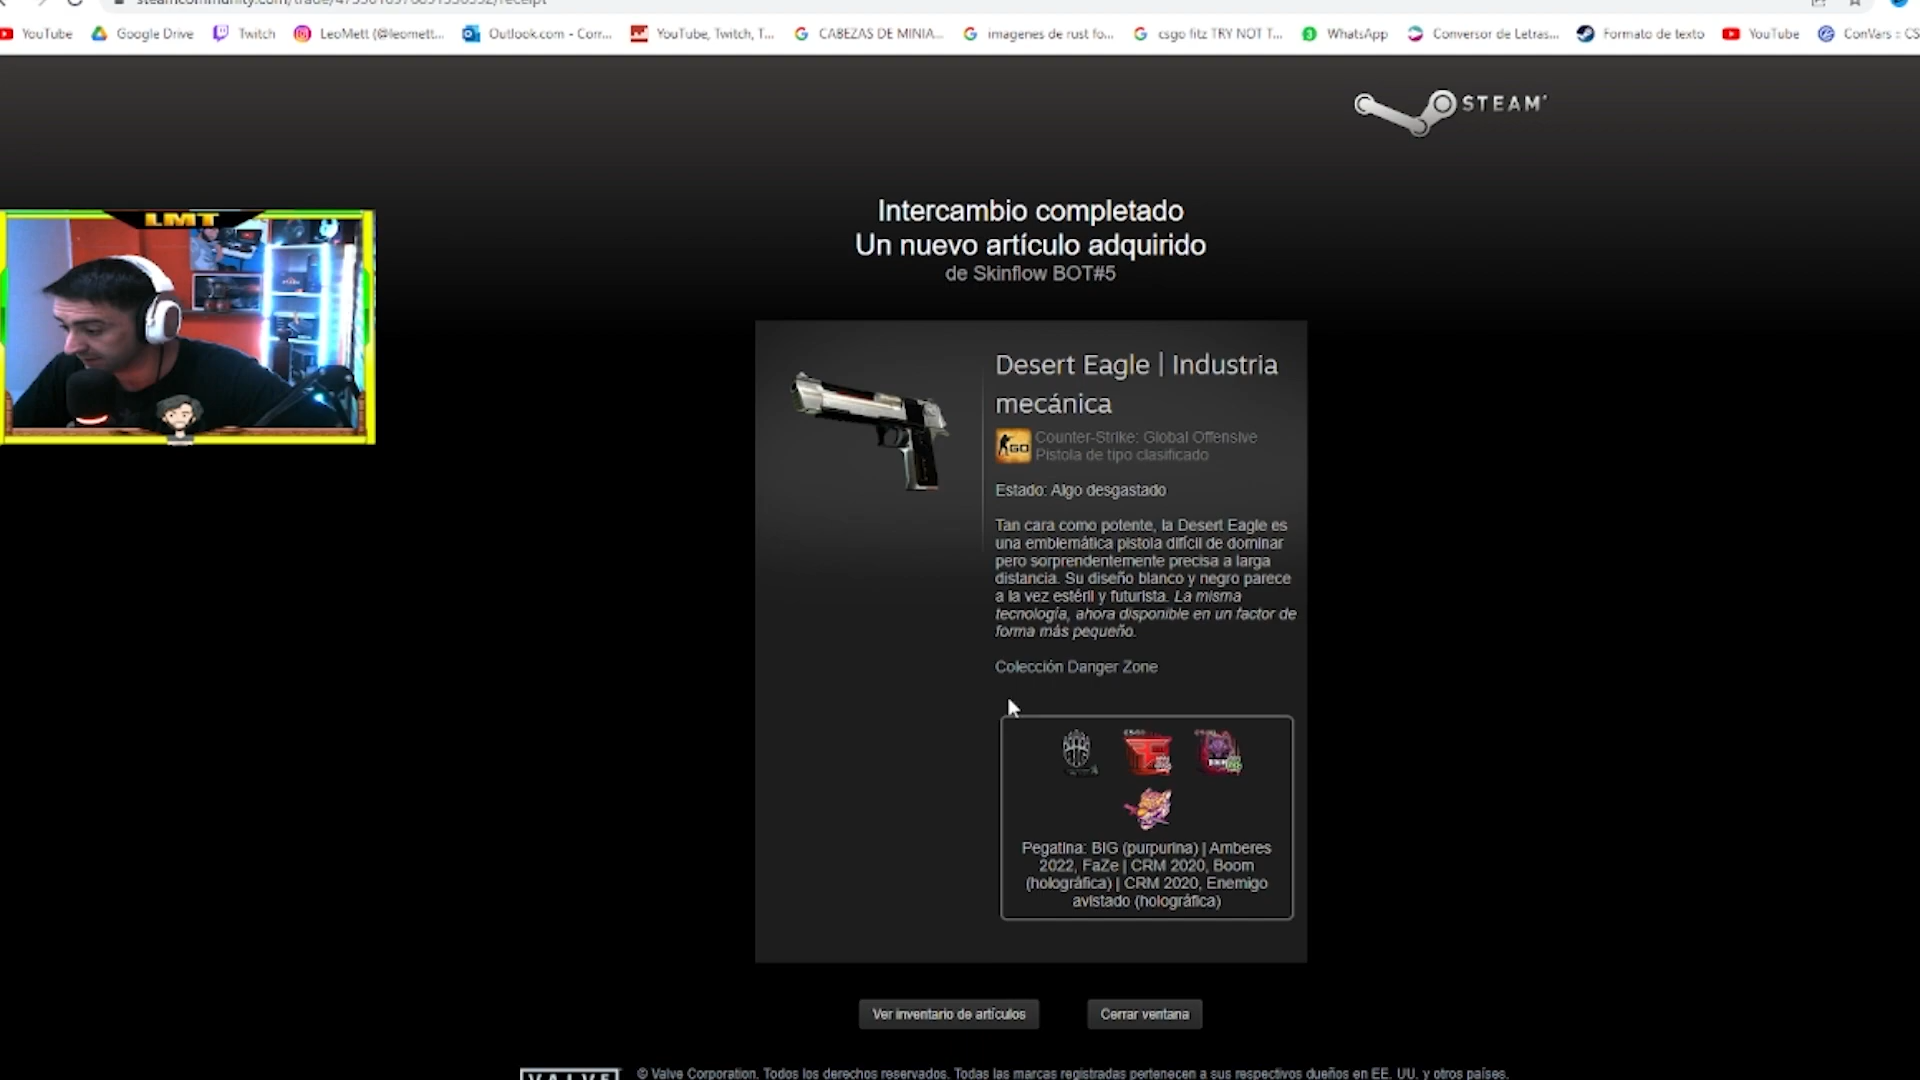 YouTube
Google Drive
Twitch
LeoMett (@leomett...
Outlook.com - Corr...
YouTube, Twitch, T...
CABEZAS DE MINIA...
imagenes de rust fo...
csgo fitz TRY NOT T...
WhatsApp
Conversor de Letras...
Formato de texto
YouTube
ConVars :: CS
STEAM
Intercambio completado
Un nuevo artículo adquirido
de Skinflow BOT#5
LMT
Desert Eagle | Industria
mecánica
GO
Counter-Strike: Global Offensive
Pistola de tipo clasificado
Estado: Algo desgastado
Tan cara como potente, la Desert Eagle es
una emblemática pistola difícil de dominar
pero sorprendentemente precisa a larga
distancia. Su diseño blanco y negro parece
a la vez estéril y futurista. La misma
tecnología, ahora disponible en un factor de
forma más pequeño.
Colección Danger Zone
Pegatina: BIG (purpurina) | Amberes
2022, FaZe | CRM 2020, Boom
(holográfica) | CRM 2020, Enemigo
avistado (holográfica)
Ver inventario de artículos
Cerrar ventana
VALVE
© Valve Corporation. Todos los derechos reservados. Todas las marcas registradas pertenecen a sus respectivos dueños en EE. UU. y otros países.